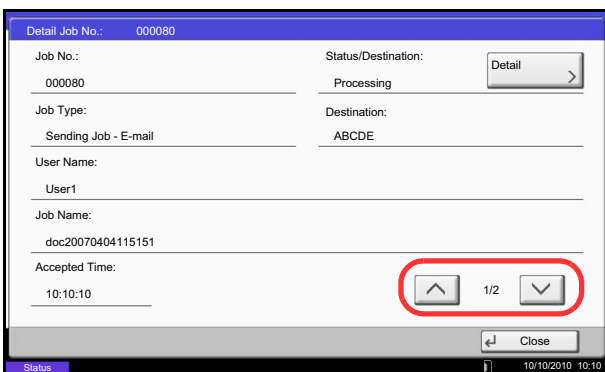 Detail Job No.: 000080
Job No.:
000080
Status/Destination:
Processing
Detail
Job Type:
Sending Job - E-mail
Destination:
ABCDE
User Name:
User1
Job Name:
doc20070404115151
Accepted Time:
10:10:10
1/2
Close
Status
10/10/2010 10:10